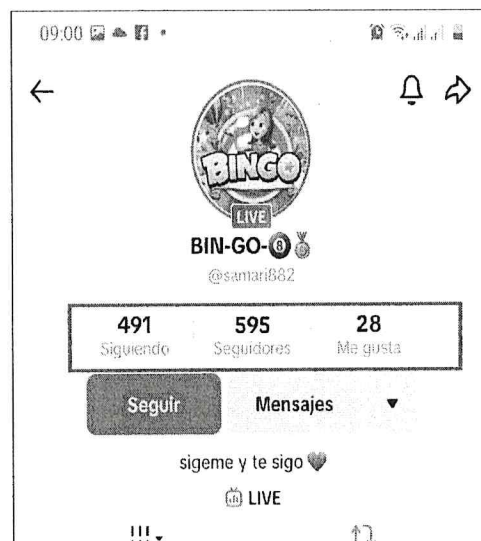 09:00
BINGO
LIVE
BIN-GO-8
@samari882
491 595 28
Siguiendo Seguidores Me gusta
Seguir Mensajes
sigeme y te sigo
LIVE